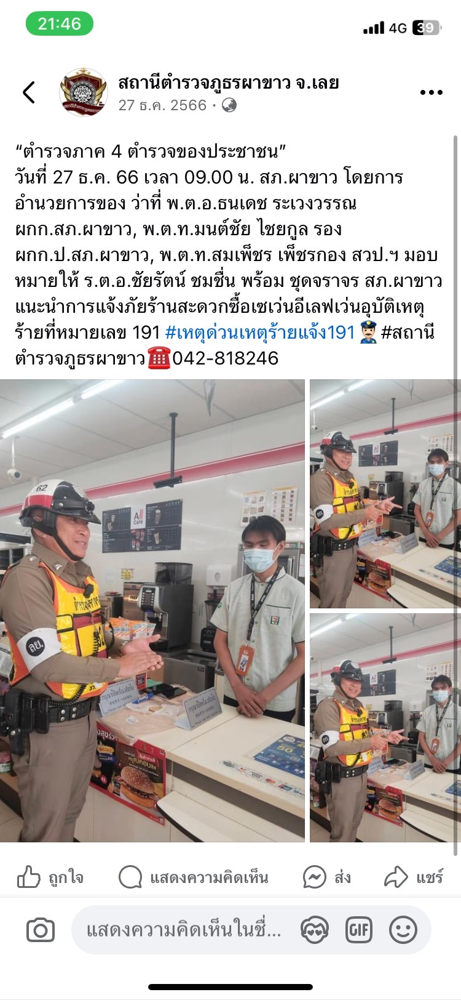 21:46
4G 39
สถานีตำรวจภูธรผาขาว จ.เลย
27 ธ.ค. 2566 ·
“ตำรวจภาค 4 ตำรวจของประชาชน”
วันที่ 27 ธ.ค. 66 เวลา 09.00 น. สภ.ผาขาว โดยการ
อำนวยการของ ว่าที่ พ.ต.อ.ธนเดช ระเวงวรรณ
ผกก.สภ.ผาขาว, พ.ต.ท.มนต์ชัย ไชยกูล รอง
ผกก.ป.สภ.ผาขาว, พ.ต.ท.สมเพ็ชร เพ็ชรกอง สวป.ฯ มอบ
หมายให้ ร.ต.อ.ชัยรัตน์ ชมชื่น พร้อม ชุดจราจร สภ.ผาขาว
แนะนำการแจ้งภัยร้านสะดวกซื้อเซเว่นอีเลฟเว่นอุบัติเหตุ
ร้ายที่หมายเลข 191 #เหตุด่วนเหตุร้ายแจ้ง191👮🏻‍♂️#สถานี
ตำรวจภูธรผาขาว☎️042-818246
62
All
Cafe
ลย.
กรุณาใช้เครื่องถัดไป
ถูกใจ
แสดงความคิดเห็น
ส่ง
แชร์
แสดงความคิดเห็นในชื่...
GIF